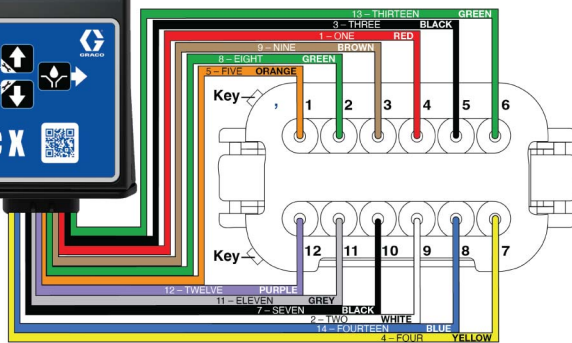 13 – THIRTEEN GREEN
3 – THREE BLACK
1 – ONE RED
9 – NINE BROWN
8 – EIGHT GREEN
5 – FIVE ORANGE
GRACO
CX
Key
, 1 2 3 4 5 6
Key
12 11 10 9 8 7
12 – TWELVE PURPLE
11 – ELEVEN GREY
7 – SEVEN BLACK
2 – TWO WHITE
14 – FOURTEEN BLUE
4 – FOUR YELLOW